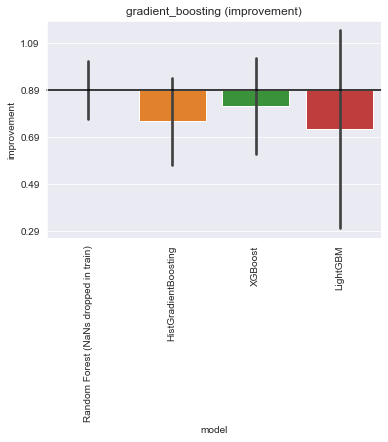 gradient_boosting (improvement)
1.09
0.89
0.69
0.49
0.29
improvement
Random Forest (NaNs dropped in train)
HistGradientBoosting
XGBoost
LightGBM
model